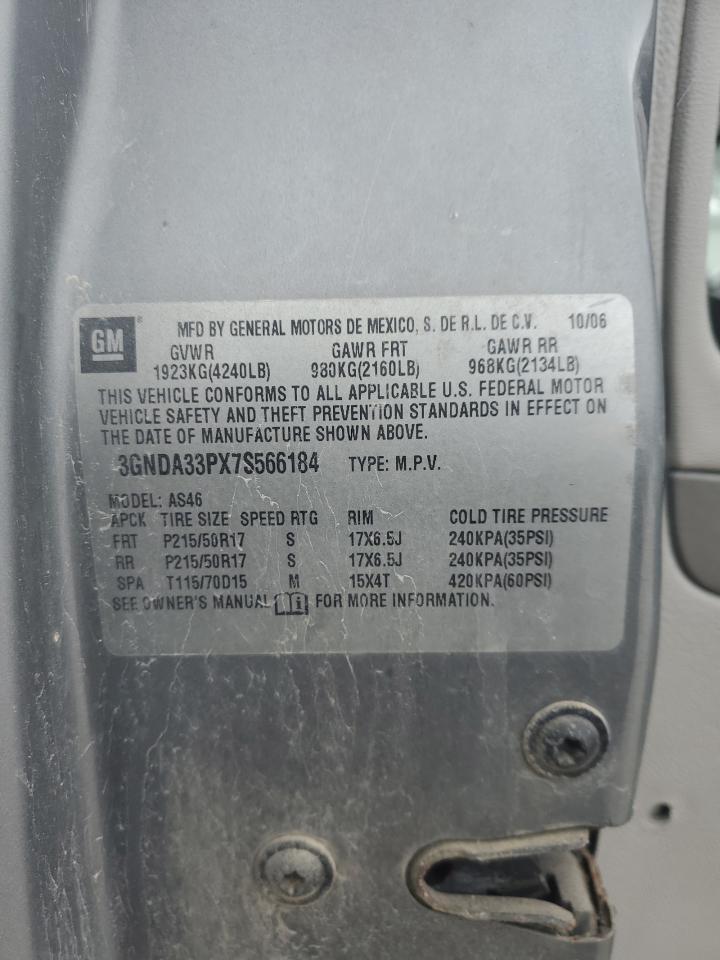 GM ® MFD BY GENERAL MOTORS DE MEXICO, S. DE R.L. DE C.V. 10/06
GVWR GAWR FRT GAWR RR
1923KG(4240LB) 980KG(2160LB) 968KG(2134LB)
THIS VEHICLE CONFORMS TO ALL APPLICABLE U.S. FEDERAL MOTOR
VEHICLE SAFETY AND THEFT PREVENTION STANDARDS IN EFFECT ON
THE DATE OF MANUFACTURE SHOWN ABOVE.
3GNDA33PX7S566184 TYPE: M.P.V.
MODEL: AS46
APCK TIRE SIZE SPEED RTG RIM COLD TIRE PRESSURE
FRT P215/50R17 S 17X6.5J 240KPA(35PSI)
RR P215/50R17 S 17X6.5J 240KPA(35PSI)
SPA T115/70D15 M 15X4T 420KPA(60PSI)
SEE OWNER'S MANUAL FOR MORE INFORMATION.